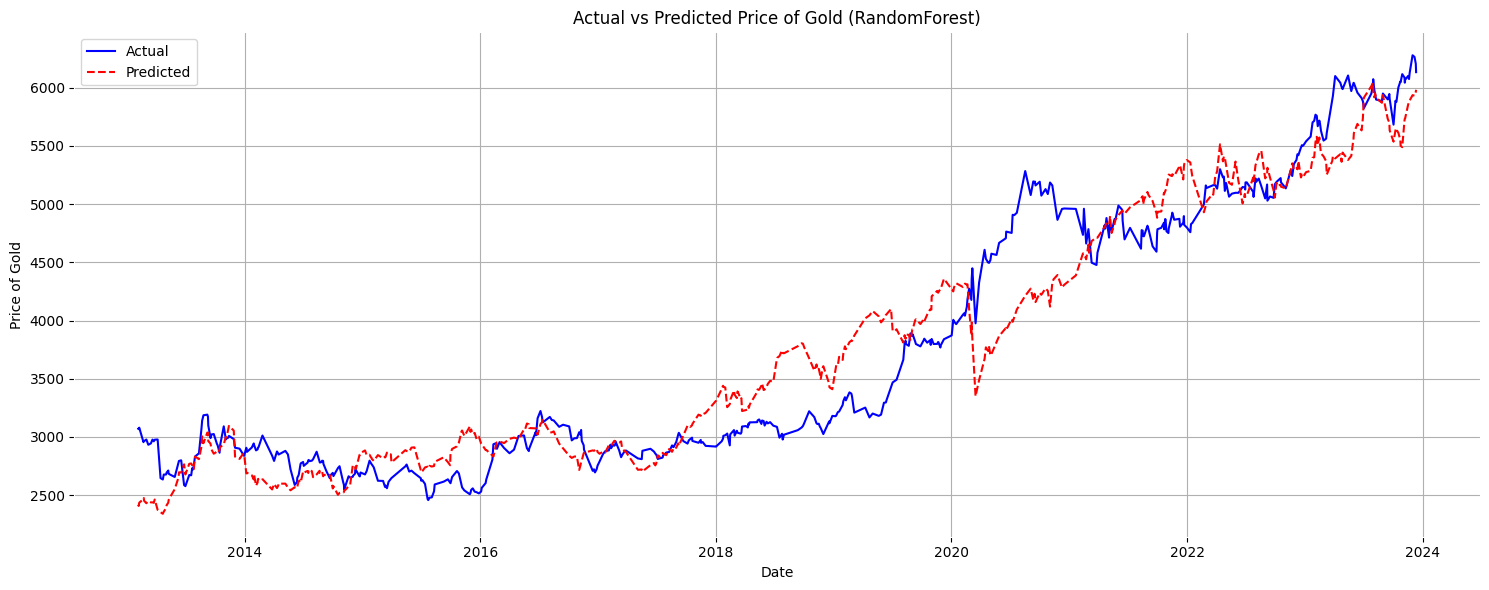 Actual vs Predicted Price of Gold (RandomForest)
Actual
Predicted
Price of Gold
6000
5500
5000
4500
4000
3500
3000
2500
2014 2016 2018 2020 2022 2024
Date